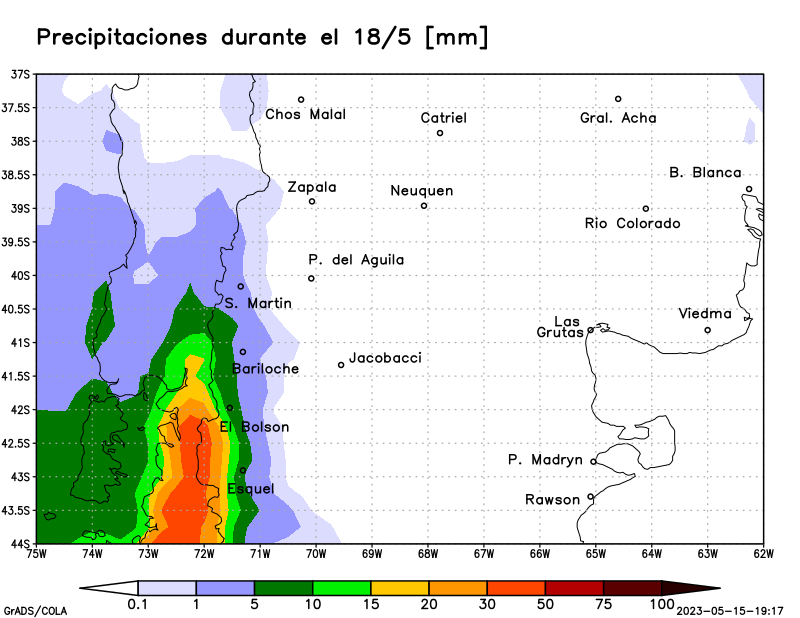 Precipitaciones durante el 18/5 [mm]
37S
37.5S
38S
38.5S
39S
39.5S
40S
40.5S
41S
41.5S
42S
42.5S
43S
43.5S
44S
Chos Malal
Catriel
Gral. Acha
B. Blanca
Zapala
Neuquen
Rio Colorado
P. del Aguila
S. Martin
Viedma
Las
Grutas
Bariloche
Jacobacci
El Bolson
P. Madryn
Esquel
Rawson
75W 74W 73W 72W 71W 70W 69W 68W 67W 66W 65W 64W 63W 62W
0.1 1 5 10 15 20 30 50 75 100
GrADS/COLA
2023-05-15-19:17